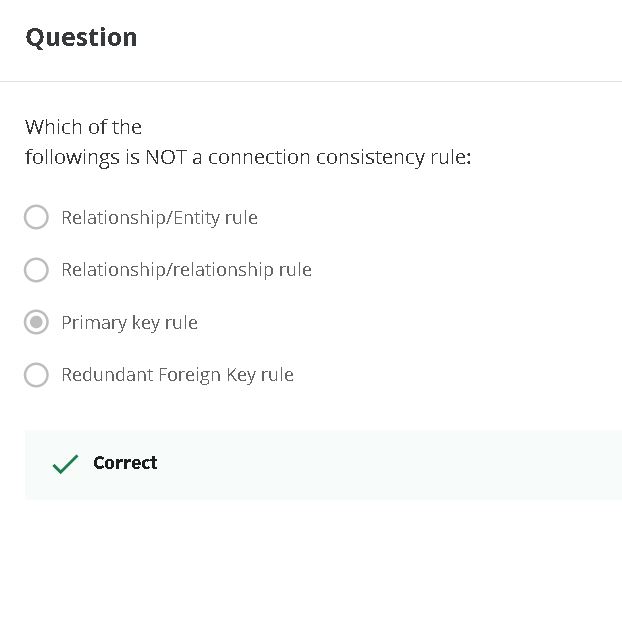 Question
Which of the
followings is NOT a connection consistency rule:
Relationship/Entity rule
Relationship/relationship rule
Primary key rule
Redundant Foreign Key rule
Correct